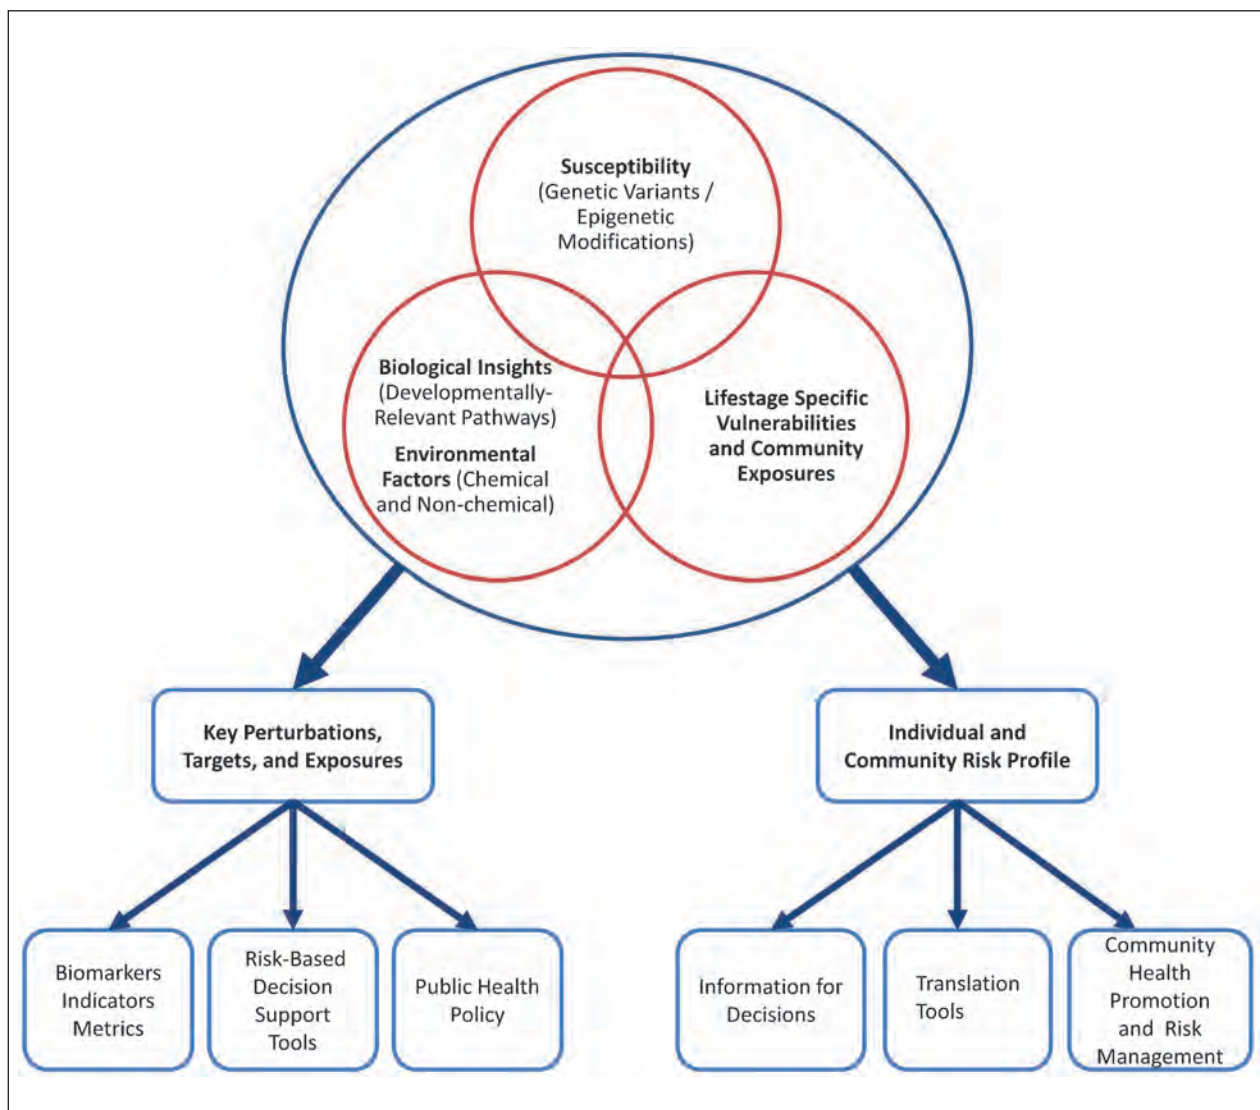 Susceptibility
(Genetic Variants /
Epigenetic
Modifications)
Biological Insights
(Developmentally-
Relevant Pathways)
Environmental
Factors (Chemical
and Non-chemical)
Lifestage Specific
Vulnerabilities
and Community
Exposures
Key Perturbations,
Targets, and Exposures
Individual and
Community Risk Profile
Biomarkers
Indicators
Metrics
Risk-Based
Decision
Support
Tools
Public Health
Policy
Information for
Decisions
Translation
Tools
Community
Health
Promotion
and Risk
Management